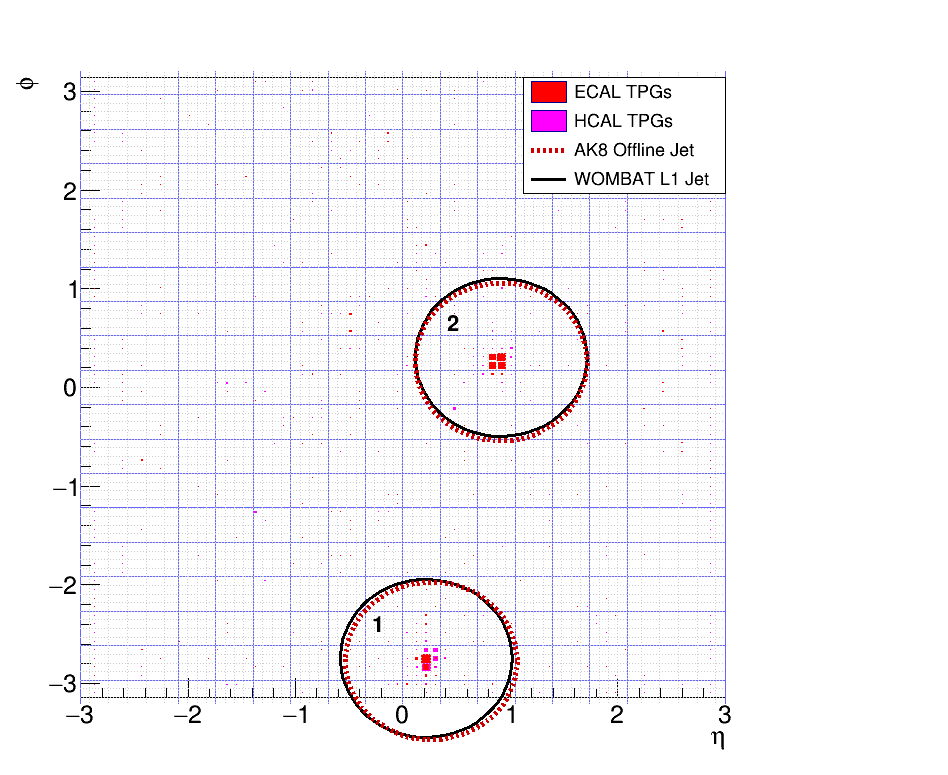 φ
3
2
1
0
−1
−2
−3
ECAL TPGs
HCAL TPGs
AK8 Offline Jet
WOMBAT L1 Jet
2
1
−3 −2 −1 0 1 2 3
η